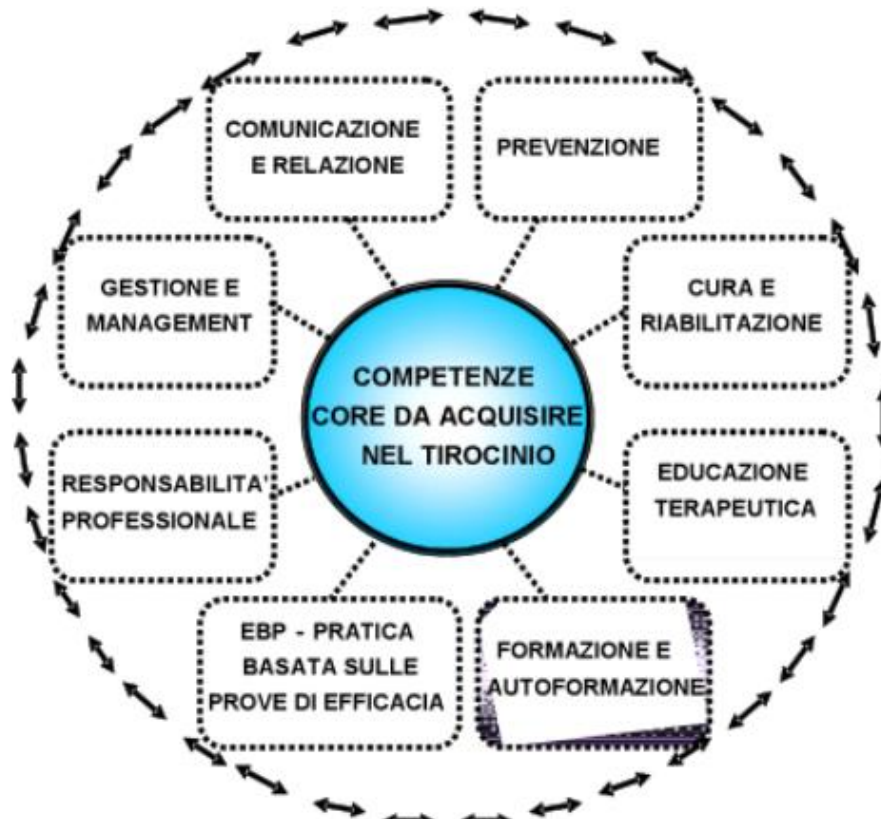 COMUNICAZIONE
E RELAZIONE
PREVENZIONE
GESTIONE E
MANAGEMENT
CURA E
RIABILITAZIONE
COMPETENZE
CORE DA ACQUISIRE
NEL TIROCINIO
RESPONSABILITA'
PROFESSIONALE
EDUCAZIONE
TERAPEUTICA
EBP - PRATICA
BASATA SULLE
PROVE DI EFFICACIA
FORMAZIONE E
AUTOFORMAZIONE